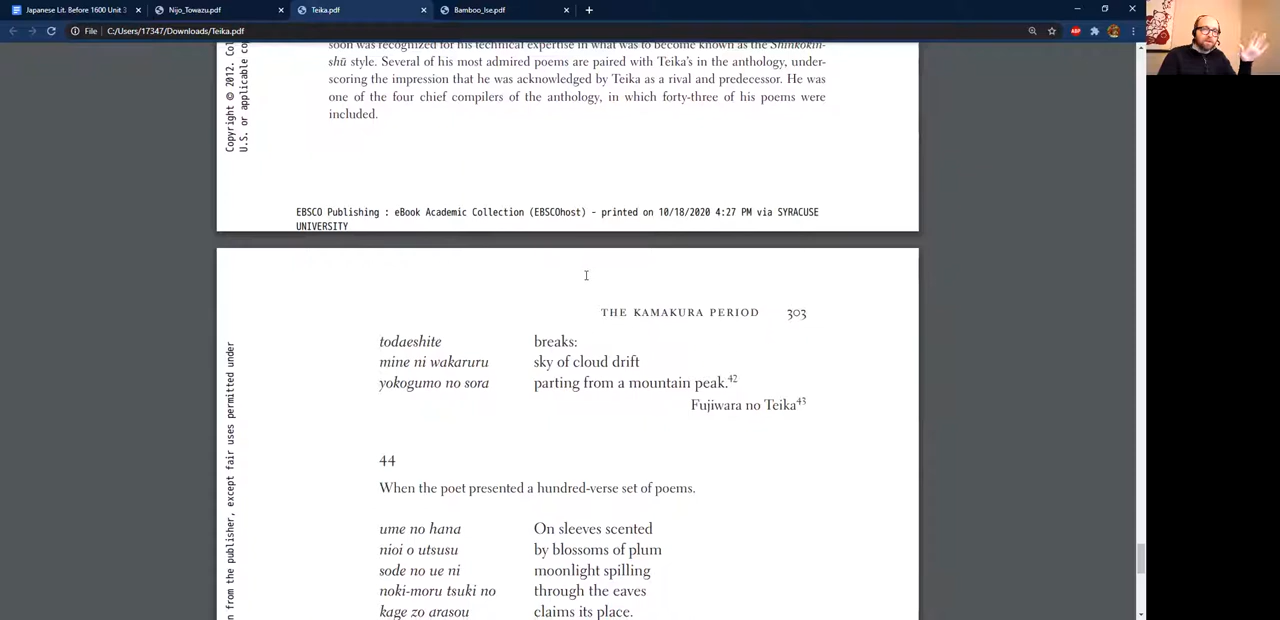 Japanese Lit. Before 1600 Unit 3
Nijo_Towazu.pdf
Teika.pdf
Bamboo_Ise.pdf
File
C:/Users/17347/Downloads/Teika.pdf
ABP
soon was recognized for his technical expertise in what was to become known as the Shinkokin-
shū style. Several of his most admired poems are paired with Teika's in the anthology, under-
scoring the impression that he was acknowledged by Teika as a rival and predecessor. He was
one of the four chief compilers of the anthology, in which forty-three of his poems were
included.
Copyright © 2012. Col
U.S. or applicable co
EBSCO Publishing : eBook Academic Collection (EBSCOhost) - printed on 10/18/2020 4:27 PM via SYRACUSE
UNIVERSITY
THE KAMAKURA PERIOD 303
todaeshite breaks:
mine ni wakaruru sky of cloud drift
yokogumo no sora parting from a mountain peak.42
Fujiwara no Teika43
44
When the poet presented a hundred-verse set of poems.
ume no hana On sleeves scented
nioi o utsusu by blossoms of plum
sode no ue ni moonlight spilling
noki-moru tsuki no through the eaves
kage zo arasou claims its place.
n from the publisher, except fair uses permitted under